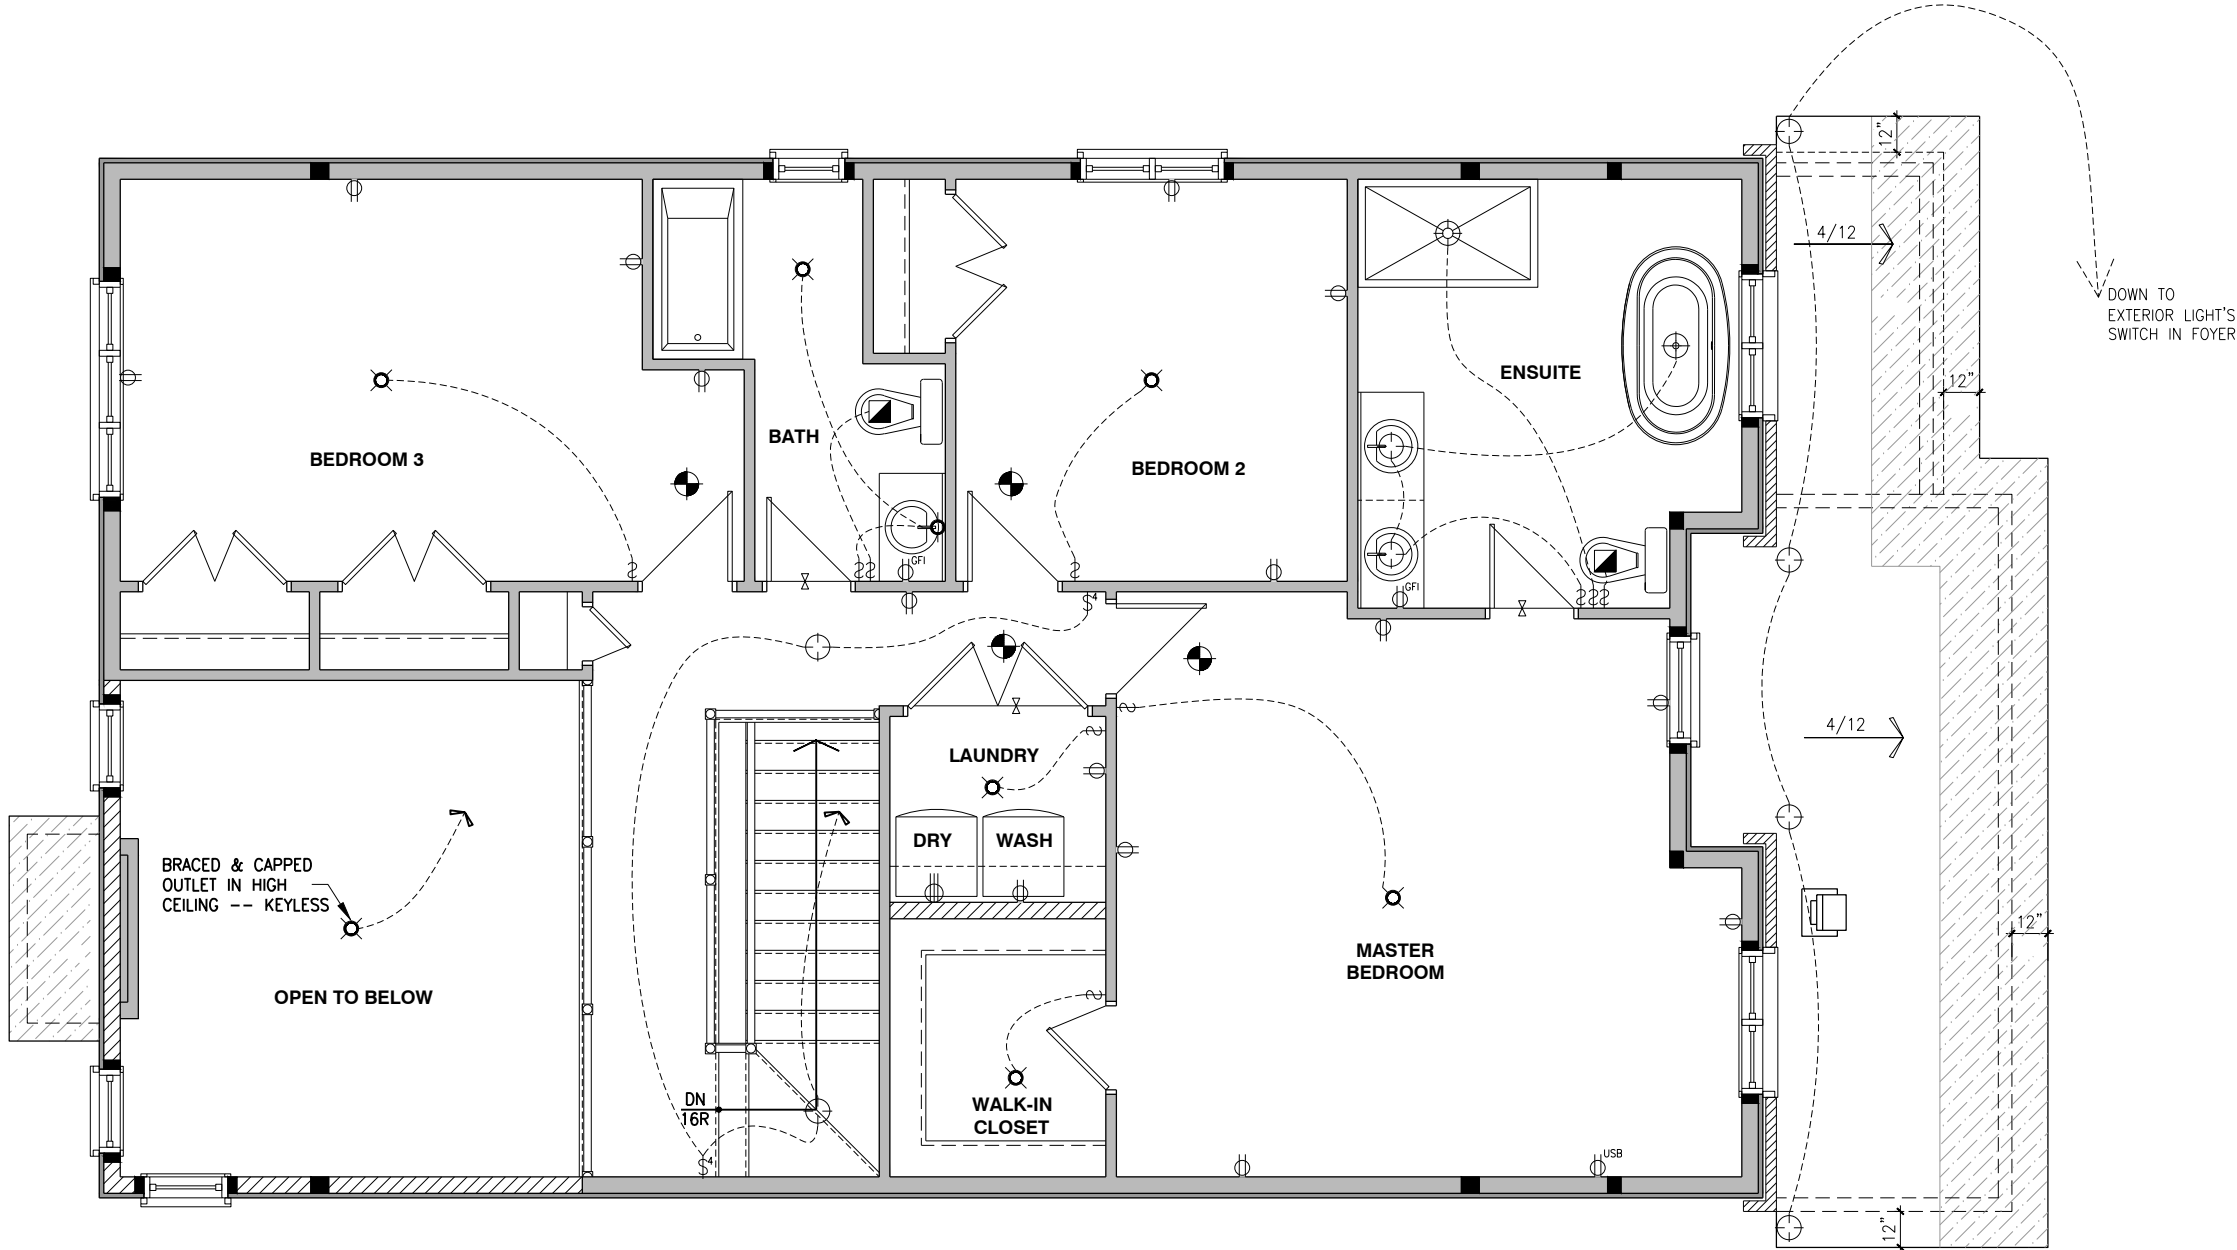 12"
4/12
DOWN TO
EXTERIOR LIGHT'S
SWITCH IN FOYER
ENSUITE
12"
BATH
BEDROOM 3
BEDROOM 2
GFI
GFI
S4
4/12
LAUNDRY
DRY
WASH
BRACED & CAPPED
OUTLET IN HIGH
CEILING -- KEYLESS
12"
MASTER
BEDROOM
OPEN TO BELOW
DN
16R
WALK-IN
CLOSET
USB
S4
12"